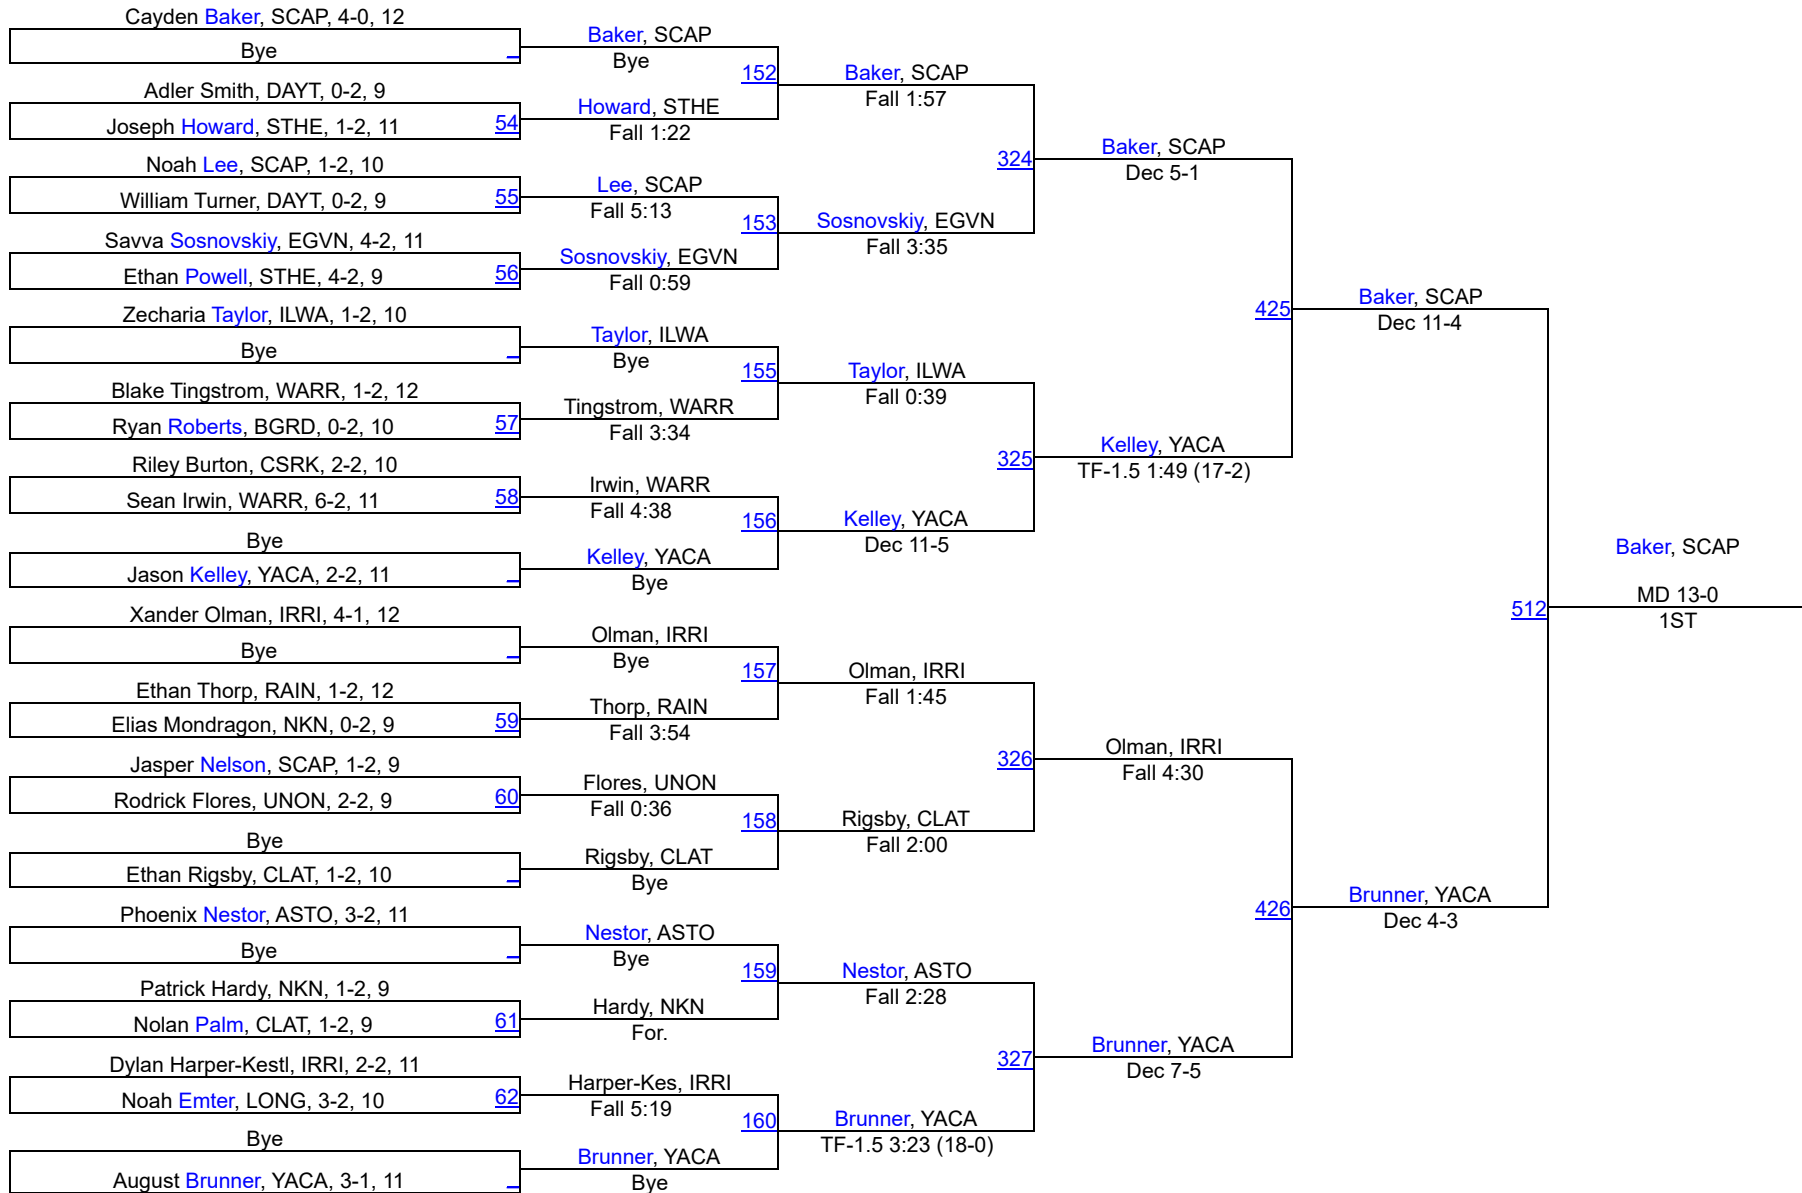 Cayden Baker, SCAP, 4-0, 12
Bye
Adler Smith, DAYT, 0-2, 9
Joseph Howard, STHE, 1-2, 11 54
Noah Lee, SCAP, 1-2, 10
William Turner, DAYT, 0-2, 9 55
Savva Sosnovskiy, EGVN, 4-2, 11
Ethan Powell, STHE, 4-2, 9 56
Zecharia Taylor, ILWA, 1-2, 10
Bye
Blake Tingstrom, WARR, 1-2, 12
Ryan Roberts, BGRD, 0-2, 10 57
Riley Burton, CSRK, 2-2, 10
Sean Irwin, WARR, 6-2, 11 58
Bye
Jason Kelley, YACA, 2-2, 11
Xander Olman, IRRI, 4-1, 12
Bye
Ethan Thorp, RAIN, 1-2, 12
Elias Mondragon, NKN, 0-2, 9 59
Jasper Nelson, SCAP, 1-2, 9
Rodrick Flores, UNON, 2-2, 9 60
Bye
Ethan Rigsby, CLAT, 1-2, 10
Phoenix Nestor, ASTO, 3-2, 11
Bye
Patrick Hardy, NKN, 1-2, 9
Nolan Palm, CLAT, 1-2, 9 61
Dylan Harper-Kestl, IRRI, 2-2, 11
Noah Emter, LONG, 3-2, 10 62
Bye
August Brunner, YACA, 3-1, 11
Baker, SCAP
Bye
152
Howard, STHE
Fall 1:22
Lee, SCAP
Fall 5:13
153
Sosnovskiy, EGVN
Fall 0:59
Taylor, ILWA
Bye
155
Tingstrom, WARR
Fall 3:34
Irwin, WARR
Fall 4:38
156
Kelley, YACA
Bye
Olman, IRRI
Bye
157
Thorp, RAIN
Fall 3:54
Flores, UNON
Fall 0:36
158
Rigsby, CLAT
Bye
Nestor, ASTO
Bye
159
Hardy, NKN
For.
Harper-Kes, IRRI
Fall 5:19
160
Brunner, YACA
Bye
Baker, SCAP
Fall 1:57
324
Sosnovskiy, EGVN
Fall 3:35
Taylor, ILWA
Fall 0:39
325
Kelley, YACA
Dec 11-5
Olman, IRRI
Fall 1:45
326
Rigsby, CLAT
Fall 2:00
Nestor, ASTO
Fall 2:28
327
Brunner, YACA
TF-1.5 3:23 (18-0)
Baker, SCAP
Dec 5-1
425
Kelley, YACA
TF-1.5 1:49 (17-2)
Olman, IRRI
Fall 4:30
426
Brunner, YACA
Dec 7-5
Baker, SCAP
Dec 11-4
512
Brunner, YACA
Dec 4-3
Baker, SCAP
MD 13-0
1ST